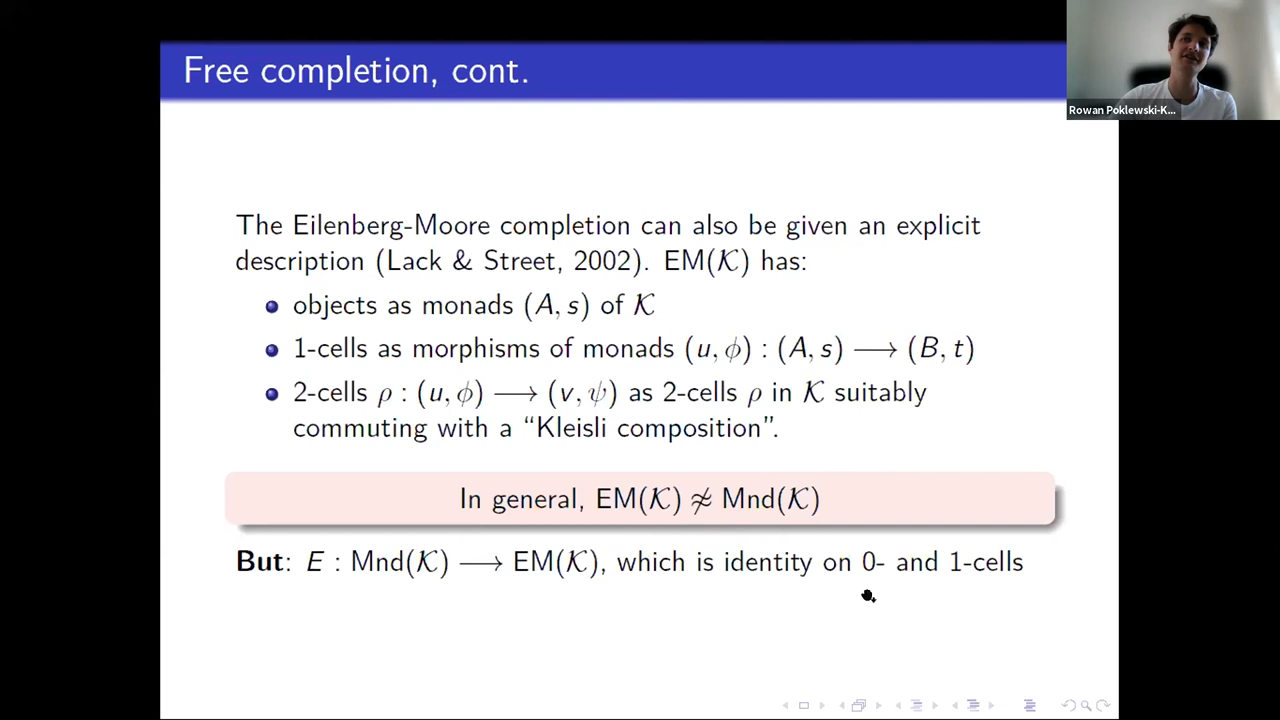 Free completion, cont.
Rowan Poklewski-K...
The Eilenberg-Moore completion can also be given an explicit
description (Lack & Street, 2002). EM(𝒦) has:
objects as monads (A, s) of 𝒦
1-cells as morphisms of monads (u, ϕ) : (A, s) ⟶ (B, t)
2-cells ρ : (u, ϕ) ⟶ (v, ψ) as 2-cells ρ in 𝒦 suitably
commuting with a “Kleisli composition”.
In general, EM(𝒦) ≉ Mnd(𝒦)
But: E : Mnd(𝒦) ⟶ EM(𝒦), which is identity on 0- and 1-cells